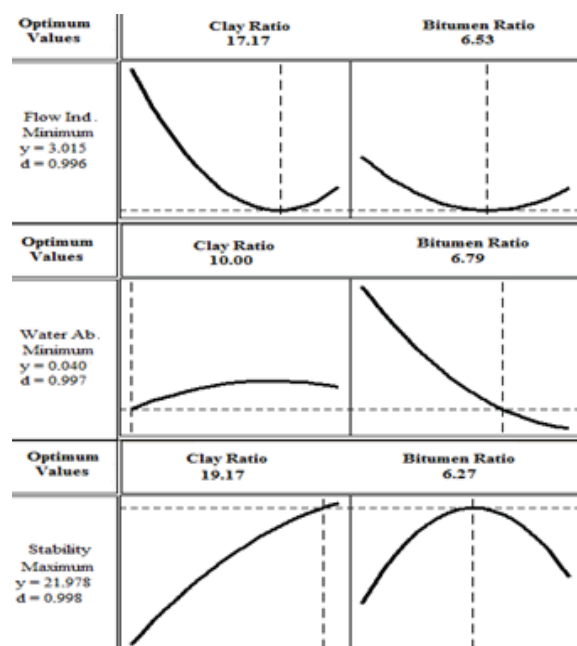 Optimum
Values
Clay Ratio
17.17
Bitumen Ratio
6.53
Flow Ind.
Minimum
y = 3.015
d = 0.996
Optimum
Values
Clay Ratio
10.00
Bitumen Ratio
6.79
Water Ab.
Minimum
y = 0.040
d = 0.997
Optimum
Values
Clay Ratio
19.17
Bitumen Ratio
6.27
Stability
Maximum
y = 21.978
d = 0.998